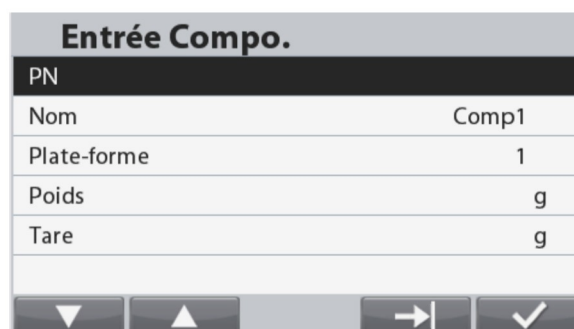 Entrée Compo.
PN
Nom Comp1
Plate-forme 1
Poids g
Tare g